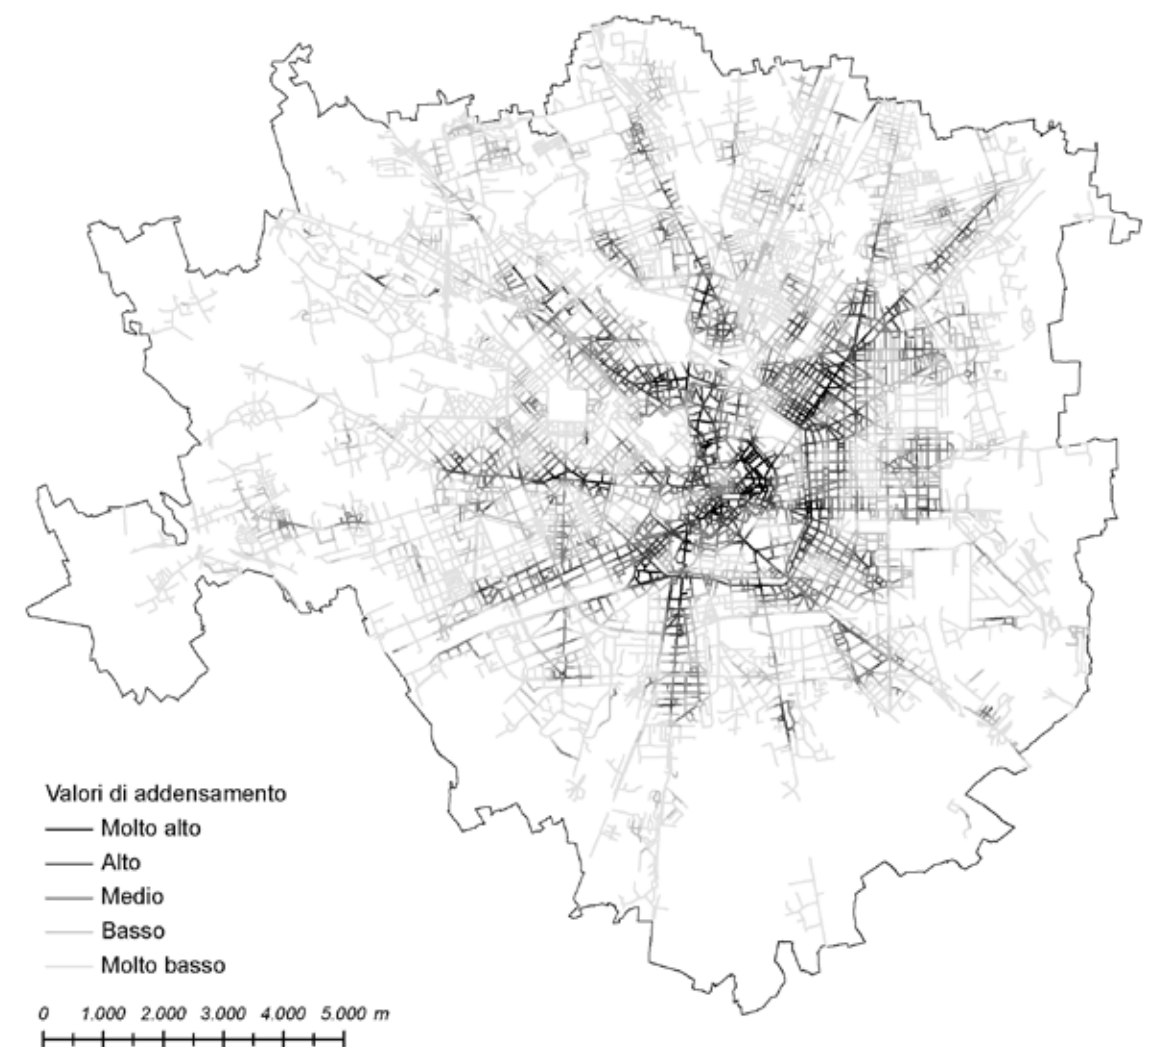 Valori di addensamento
Molto alto
Alto
Medio
Basso
Molto basso
0 1.000 2.000 3.000 4.000 5.000 m